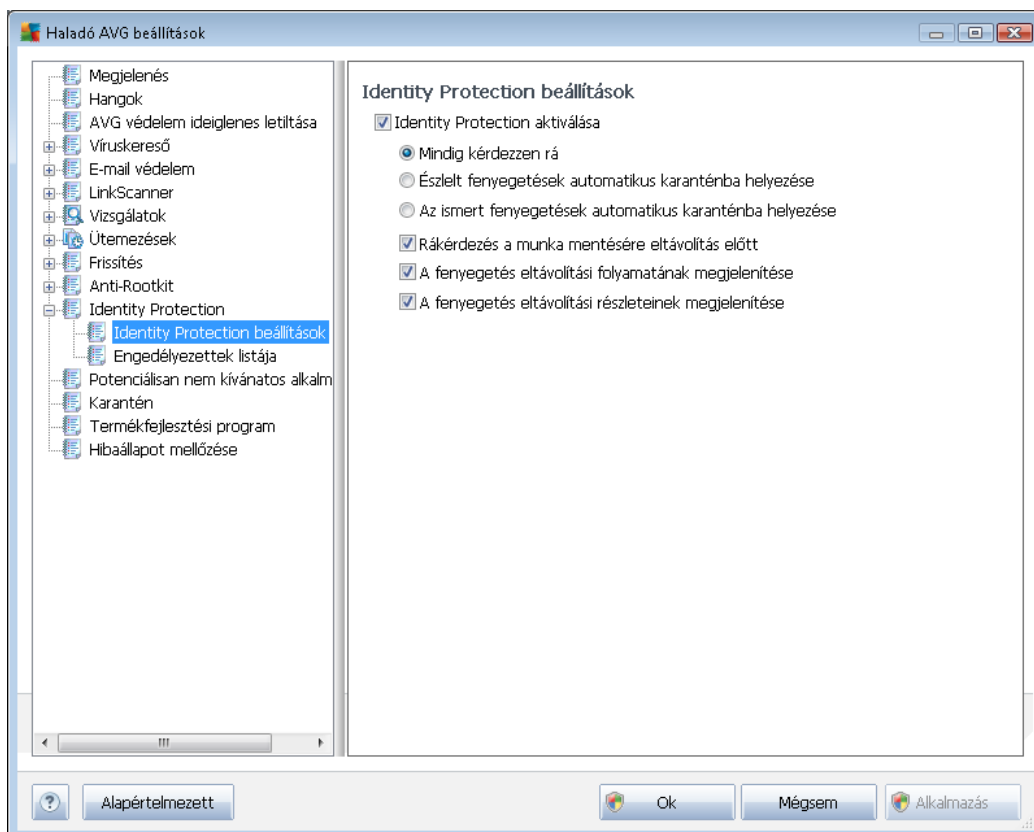 Haladó AVG beállítások
Megjelenés
Hangok
AVG védelem ideiglenes letiltása
Víruskereső
E-mail védelem
LinkScanner
Vizsgálatok
Ütemezések
Frissítés
Anti-Rootkit
Identity Protection
Identity Protection beállítások
Engedélyezettek listája
Potenciálisan nem kívánatos alkalm
Karantén
Termékfejlesztési program
Hibaállapot mellőzése
Identity Protection beállítások
Identity Protection aktiválása
Mindig kérdezzen rá
Észlelt fenyegetések automatikus karanténba helyezése
Az ismert fenyegetések automatikus karanténba helyezése
Rákérdezés a munka mentésére eltávolítás előtt
A fenyegetés eltávolítási folyamatának megjelenítése
A fenyegetés eltávolítási részleteinek megjelenítése
?
Alapértelmezett
Ok
Mégsem
Alkalmazás